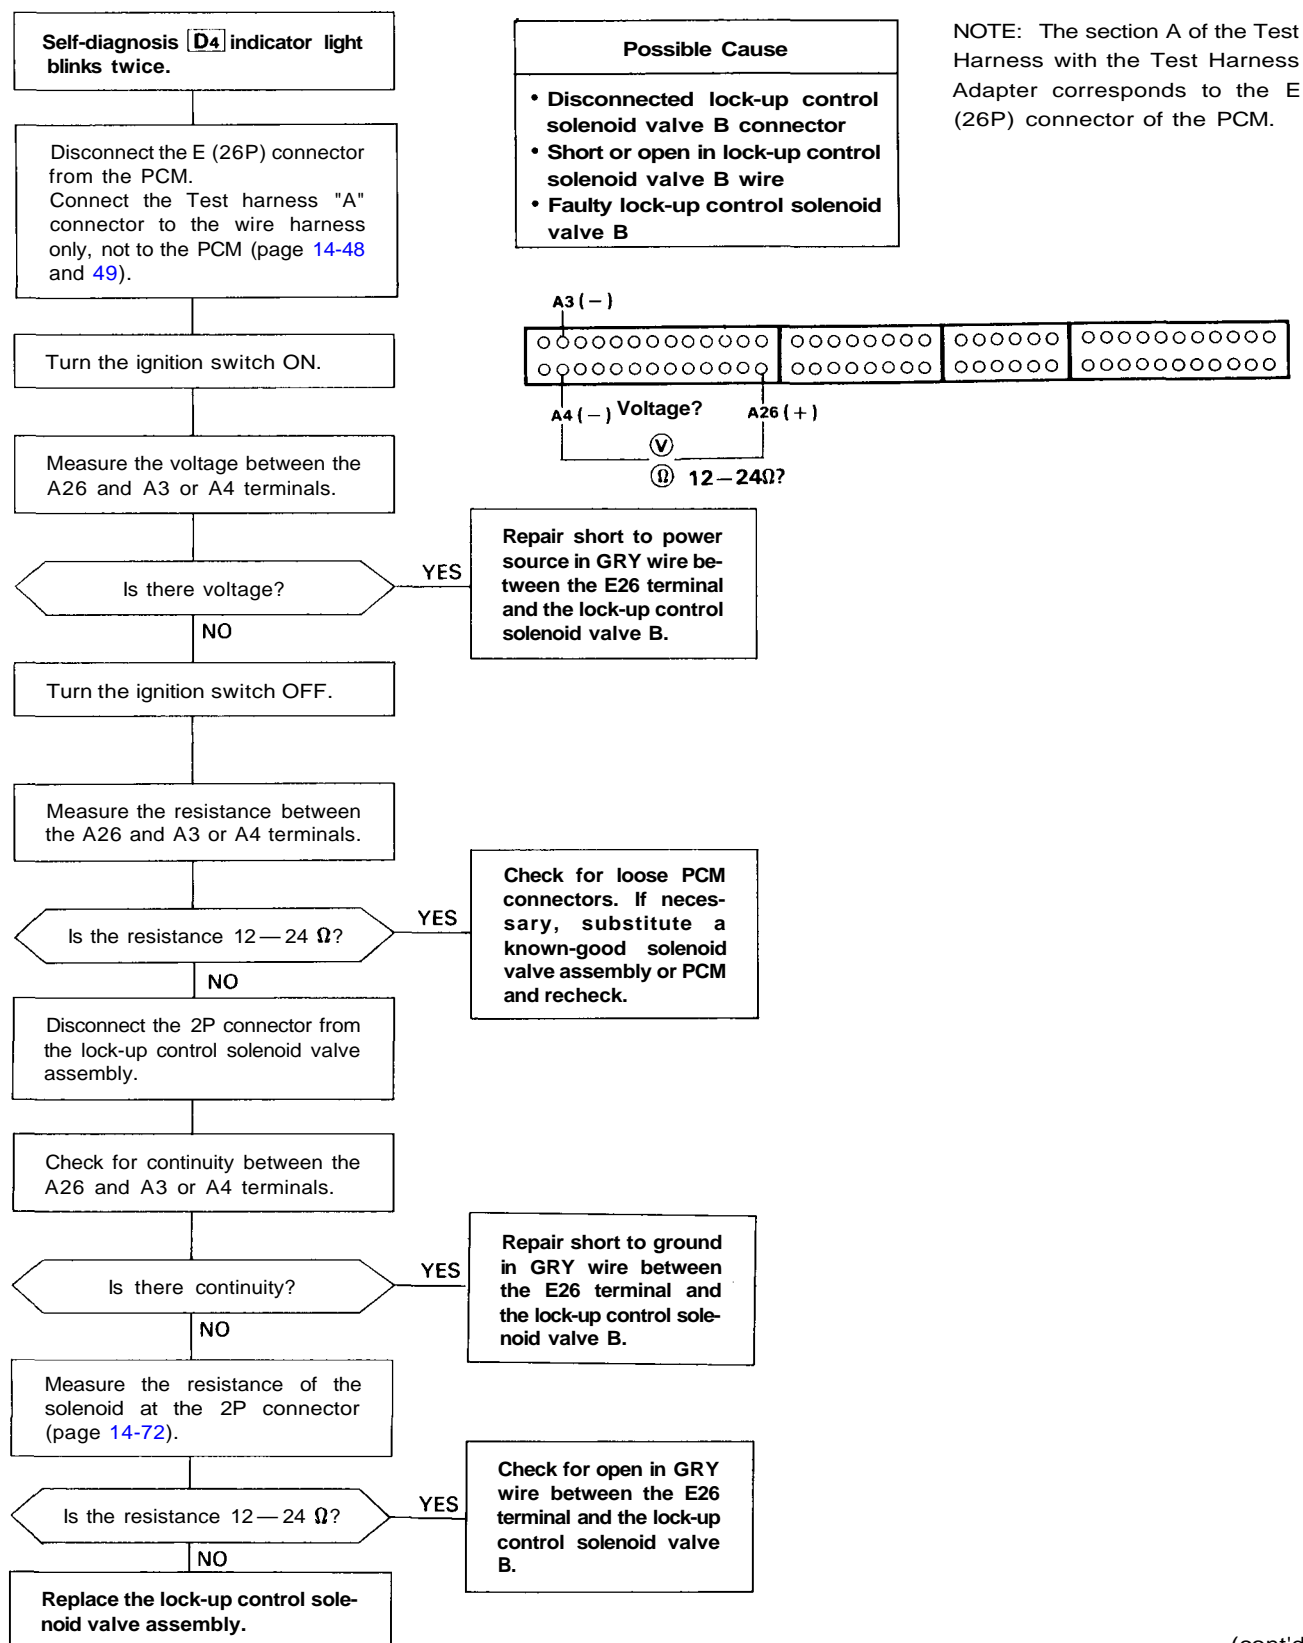 Self-diagnosis D4 indicator light
blinks twice.
Disconnect the E (26P) connector
from the PCM.
Connect the Test harness "A"
connector to the wire harness
only, not to the PCM (page 14-48
and 49).
Turn the ignition switch ON.
Measure the voltage between the
A26 and A3 or A4 terminals.
Is there voltage?
YES
NO
Repair short to power
source in GRY wire be-
tween the E26 terminal
and the lock-up control
solenoid valve B.
Turn the ignition switch OFF.
Measure the resistance between
the A26 and A3 or A4 terminals.
Is the resistance 12 — 24 Ω?
YES
NO
Check for loose PCM
connectors. If neces-
sary, substitute a
known-good solenoid
valve assembly or PCM
and recheck.
Disconnect the 2P connector from
the lock-up control solenoid valve
assembly.
Check for continuity between the
A26 and A3 or A4 terminals.
Is there continuity?
YES
NO
Repair short to ground
in GRY wire between
the E26 terminal and
the lock-up control sole-
noid valve B.
Measure the resistance of the
solenoid at the 2P connector
(page 14-72).
Is the resistance 12 — 24 Ω?
YES
NO
Check for open in GRY
wire between the E26
terminal and the lock-up
control solenoid valve
B.
Replace the lock-up control sole-
noid valve assembly.
Possible Cause
• Disconnected lock-up control
solenoid valve B connector
• Short or open in lock-up control
solenoid valve B wire
• Faulty lock-up control solenoid
valve B
NOTE: The section A of the Test
Harness with the Test Harness
Adapter corresponds to the E
(26P) connector of the PCM.
A3 (−)
A4 (−) Voltage? A26 (+)
V
Ω 12 — 24Ω?
(cont'd